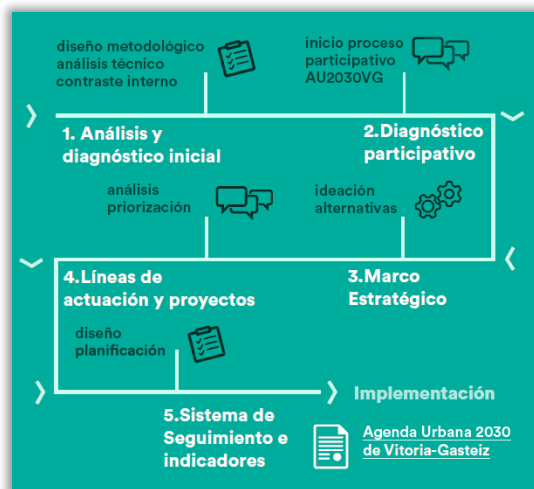 diseño metodológico
análisis técnico
contraste interno
inicio proceso
participativo
AU2030VG
1. Análisis y
diagnóstico inicial
2.Diagnóstico
participativo
análisis
priorización
ideación
alternativas
4.Líneas de
actuación y proyectos
3.Marco
Estratégico
diseño
planificación
Implementación
5.Sistema de
Seguimiento e
indicadores
Agenda Urbana 2030
de Vitoria-Gasteiz